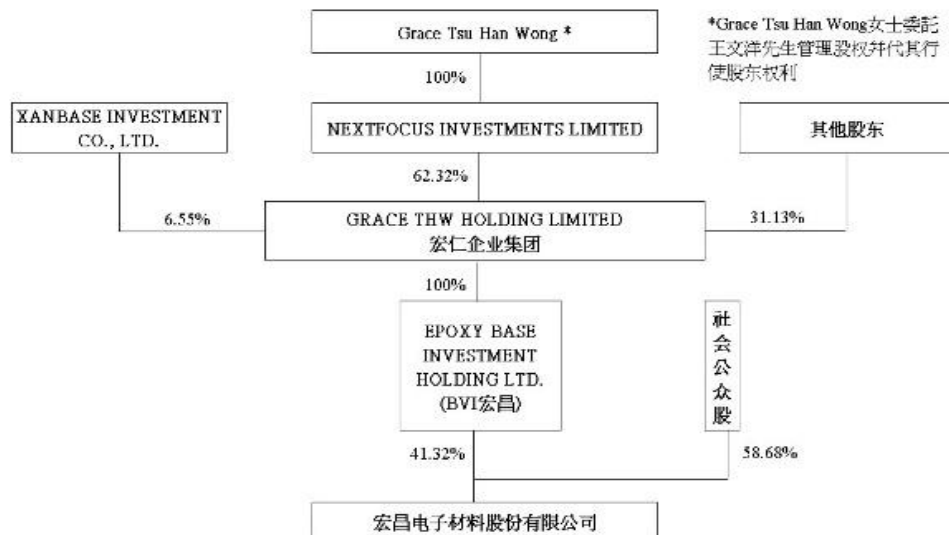 Grace Tsu Han Wong *
*Grace Tsu Han Wong女士委託
王文洋先生管理股权并代其行
使股东权利
100%
XANBASE INVESTMENT
CO., LTD.
NEXTFOCUS INVESTMENTS LIMITED
其他股东
62.32%
6.55%
GRACE THW HOLDING LIMITED
宏仁企业集团
31.13%
100%
EPOXY BASE
INVESTMENT
HOLDING LTD.
(BVI宏昌)
社
会
公
众
股
41.32%
58.68%
宏昌电子材料股份有限公司